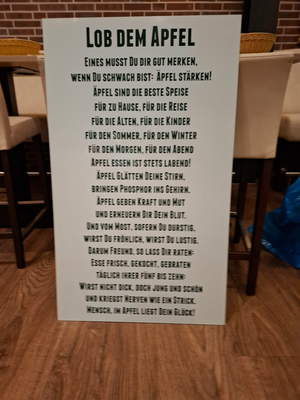 LOB DEM APFEL
EINES MUSST DU DIR GUT MERKEN,
WENN DU SCHWACH BIST: ÄPFEL STÄRKEN!
ÄPFEL SIND DIE BESTE SPEISE
FÜR ZU HAUSE, FÜR DIE REISE
FÜR DIE ALTEN, FÜR DIE KINDER
FÜR DEN SOMMER, FÜR DEN WINTER
FÜR DEN MORGEN, FÜR DEN ABEND
ÄPFEL ESSEN IST STETS LABEND!
ÄPFEL GLÄTTEN DEINE STIRN,
BRINGEN PHOSPHOR INS GEHIRN.
ÄPFEL GEBEN KRAFT UND MUT
UND ERNEUERN DIR DEIN BLUT.
UND VOM MOST, SOFERN DU DURSTIG,
WIRST DU FRÖHLICH, WIRST DU LUSTIG.
DARUM FREUND, SO LASS DIR RATEN:
ESSE FRISCH, GEKOCHT, GEBRATEN
TÄGLICH IHRER FÜNF BIS ZEHN:
WIRST NICHT DICK, DOCH JUNG UND SCHÖN
UND KRIEGST NERVEN WIE EIN STRICK.
MENSCH, IM APFEL LIEGT DEIN GLÜCK!